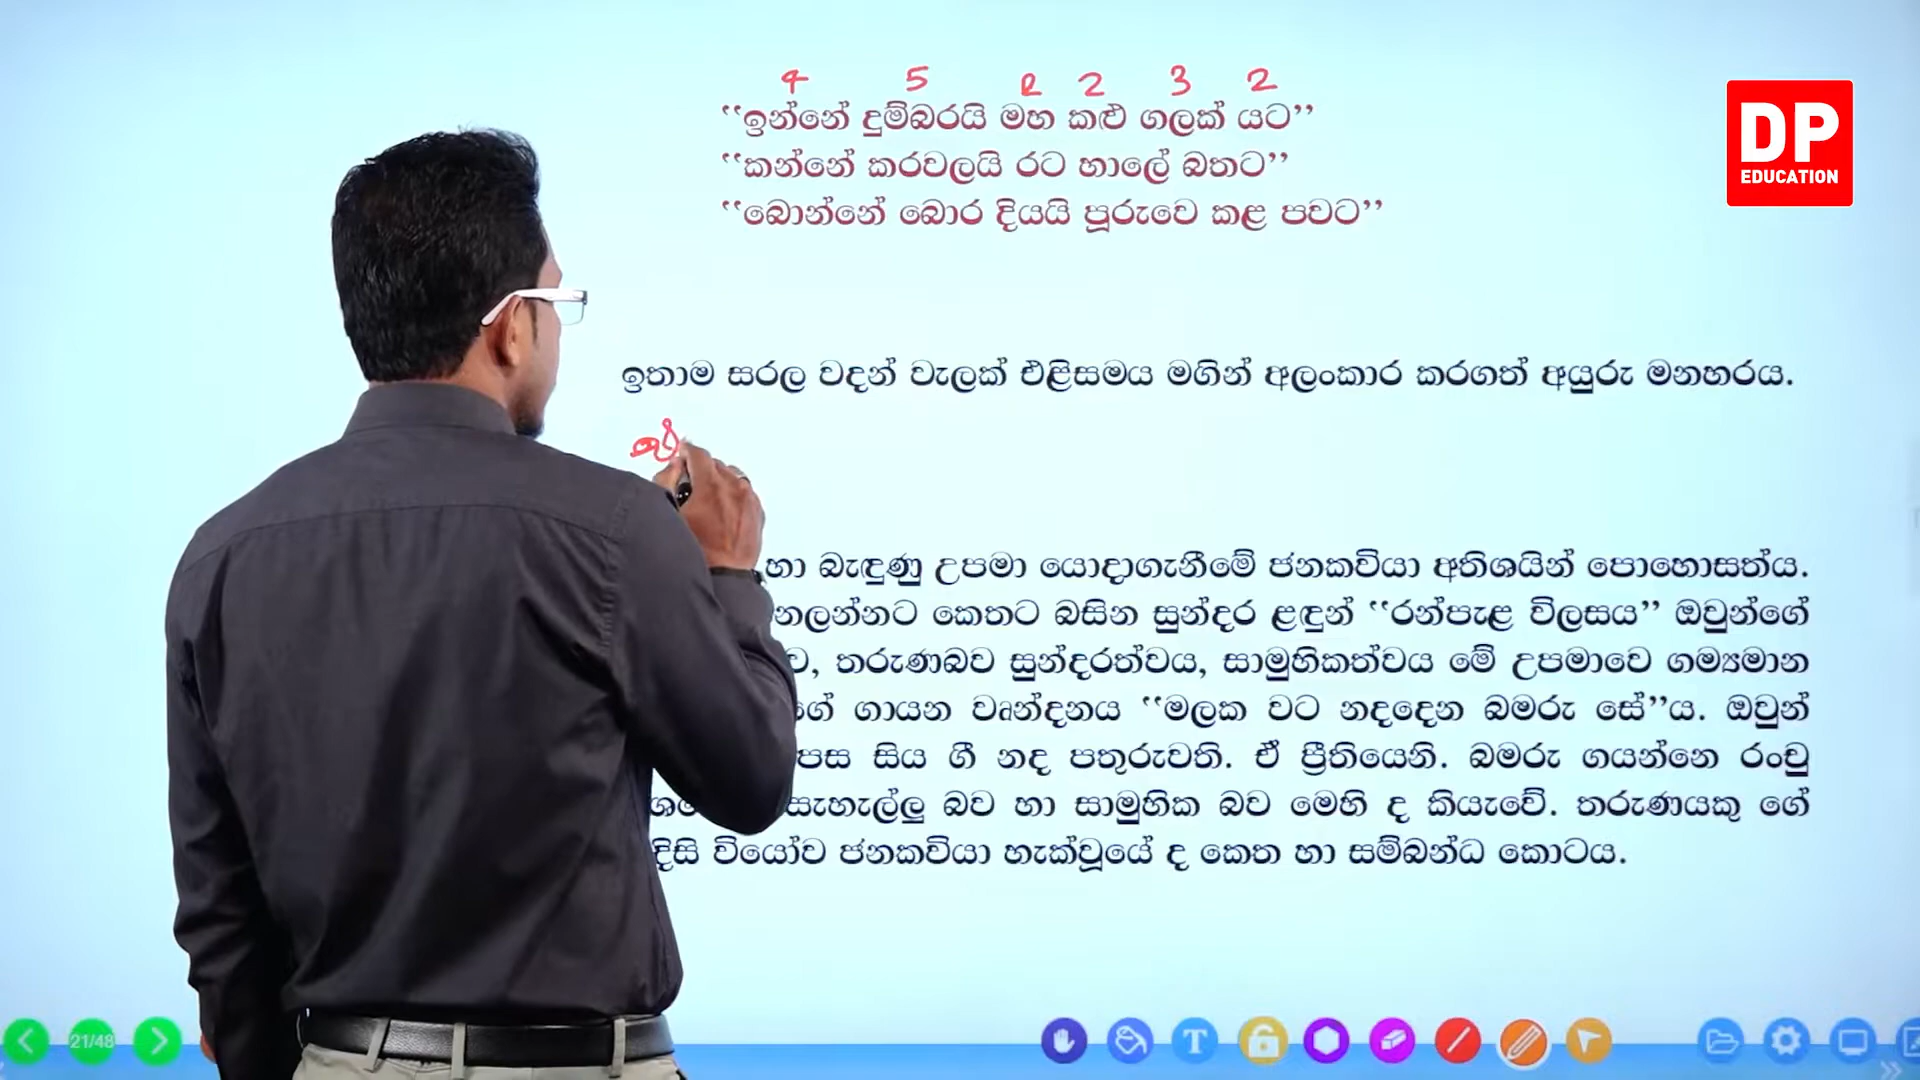 4 5 2 2 3 2
‘‘ඉන්නේ දුම්බරයි මහ කළු ගලක් යට’’
‘‘කන්නේ කරවලයි රට හාලේ බතට’’
‘‘බොන්නේ බොර දියයි පූරුවෙ කළ පවට’’
DP
EDUCATION
ඉතාම සරල වදන් වැලක් එළිසමය මගින් අලංකාර කරගත් අයුරු මනහරය.
හා බැඳුණු උපමා යොදාගැනීමේ ජනකවියා අතිශයින් පොහොසත්ය.
නලන්නට කෙතට බසින සුන්දර ළඳුන් ‘‘රන්පැළ විලසය’’ ඔවුන්ගේ
ව, තරුණබව සුන්දරත්වය, සාමුහිකත්වය මේ උපමාවෙ ගම්‍යමාන
ගේ ගායන වෘන්දනය ‘‘මලක වට නදදෙන බමරු සේ’’ය. ඔවුන්
පස සිය ගී නද පතුරුවති. ඒ ප්‍රීතියෙනි. බමරු ගයන්නෙ රංචු
සැහැල්ලු බව හා සාමුහික බව මෙහි ද කියැවේ. තරුණයකු ගේ
දිසි වියෝව ජනකවියා හැක්වූයේ ද කෙත හා සම්බන්ධ කොටය.
21/48